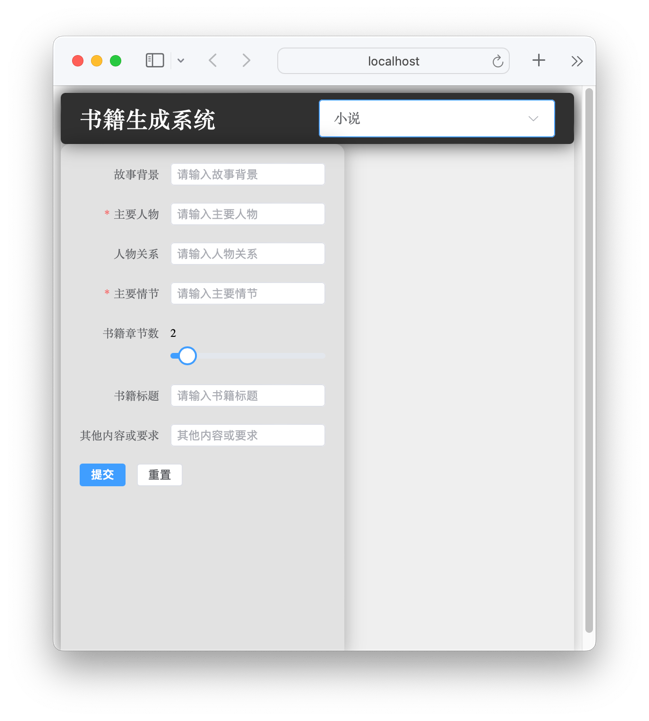 localhost
书籍生成系统
小说
故事背景 请输入故事背景
* 主要人物 请输入主要人物
人物关系 请输入人物关系
* 主要情节 请输入主要情节
书籍章节数 2
书籍标题 请输入书籍标题
其他内容或要求 其他内容或要求
提交 重置